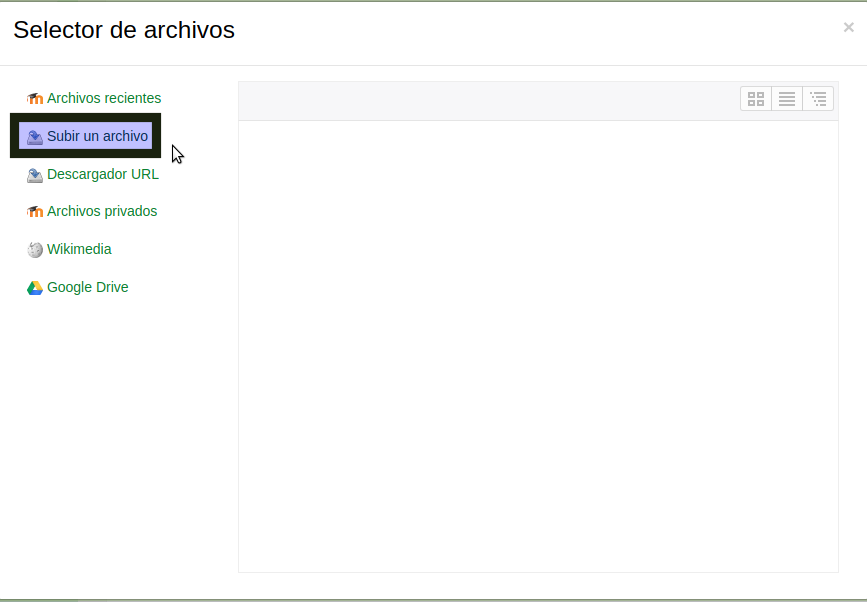 Selector de archivos
Archivos recientes
Subir un archivo
Descargador URL
Archivos privados
Wikimedia
Google Drive